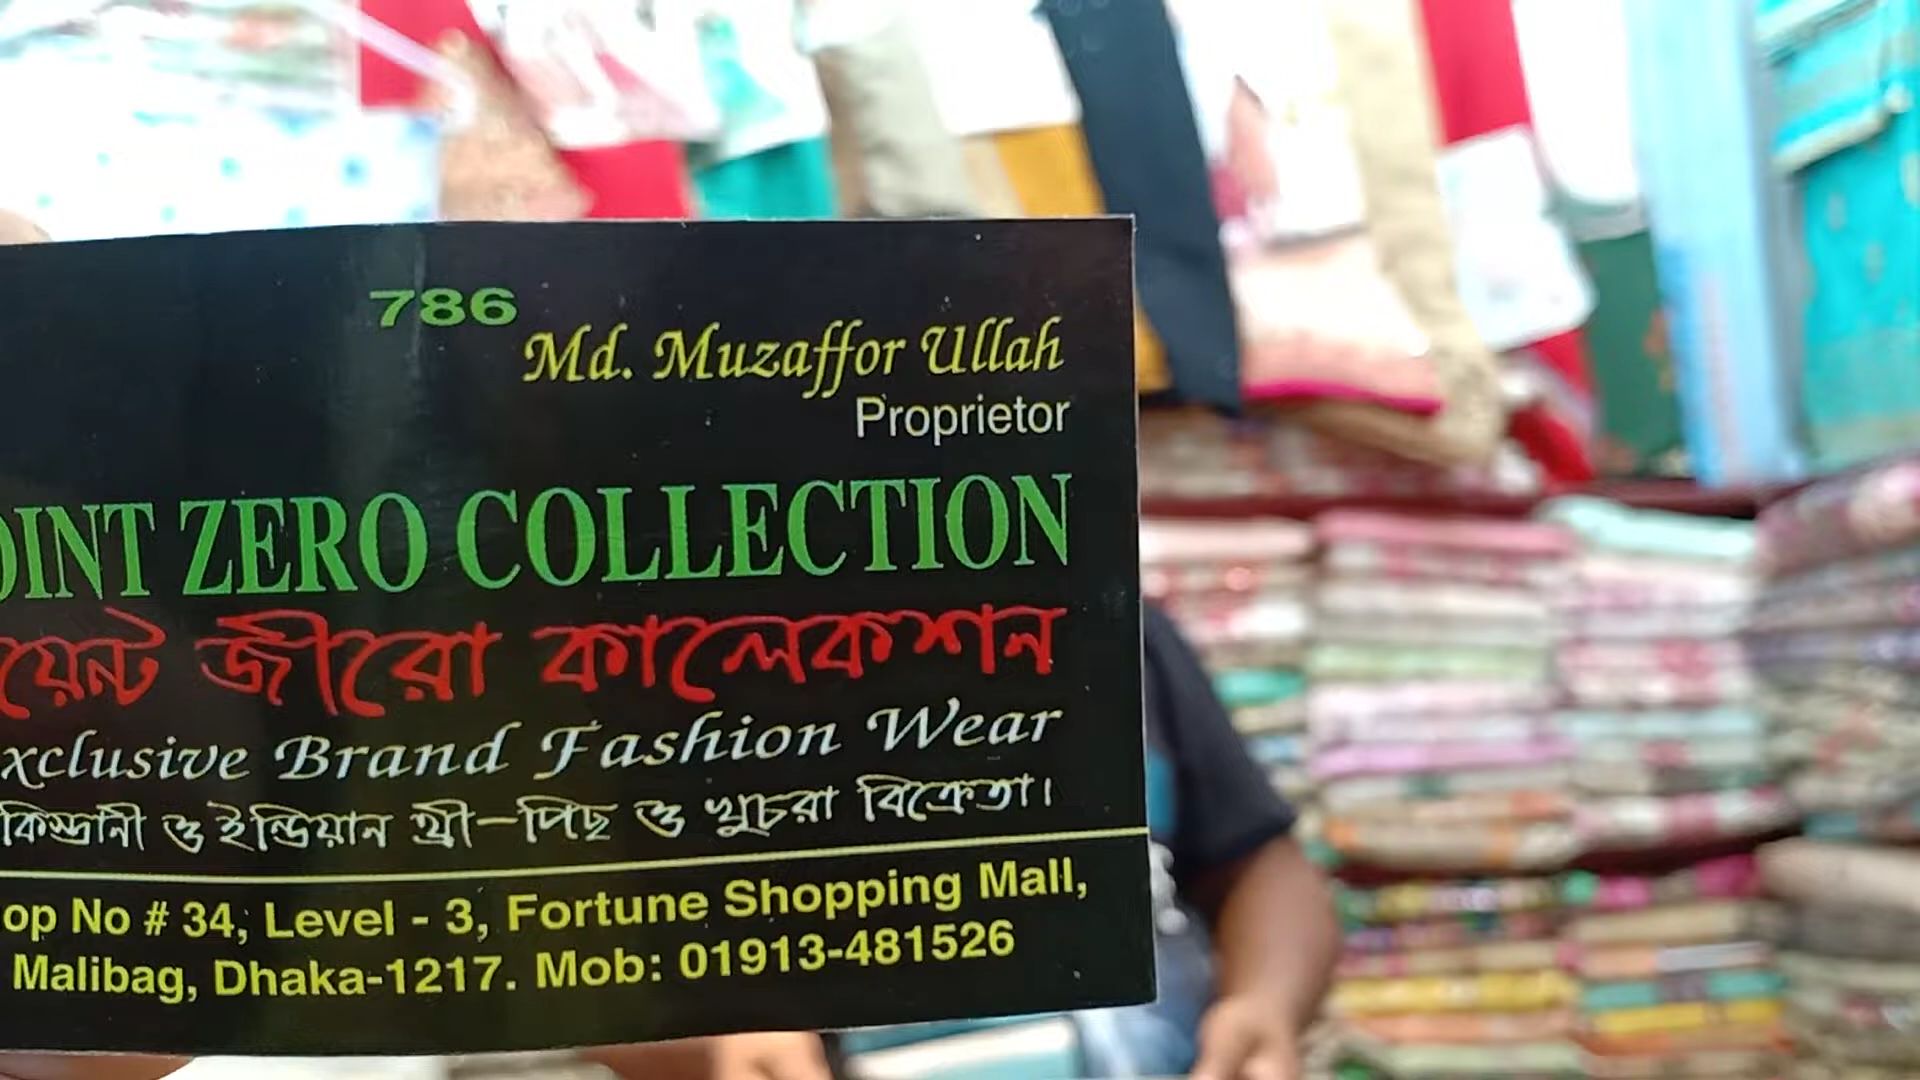 786
Md. Muzaffor Ullah
Proprietor
OINT ZERO COLLECTION
য়েন্ট জীরো কালেকশন
xclusive Brand Fashion Wear
কিস্তানী ও ইন্ডিয়ান থ্রী-পিছ ও খুচরা বিক্রেতা।
op No # 34, Level - 3, Fortune Shopping Mall,
Malibag, Dhaka-1217. Mob: 01913-481526